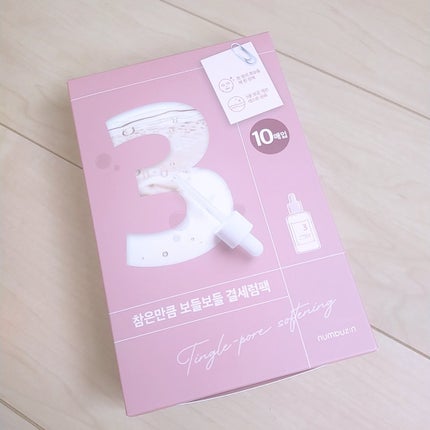 3
10매입
3
참은만큼 보들보들 결세럼팩
Tingle-pore softening
numbuzin